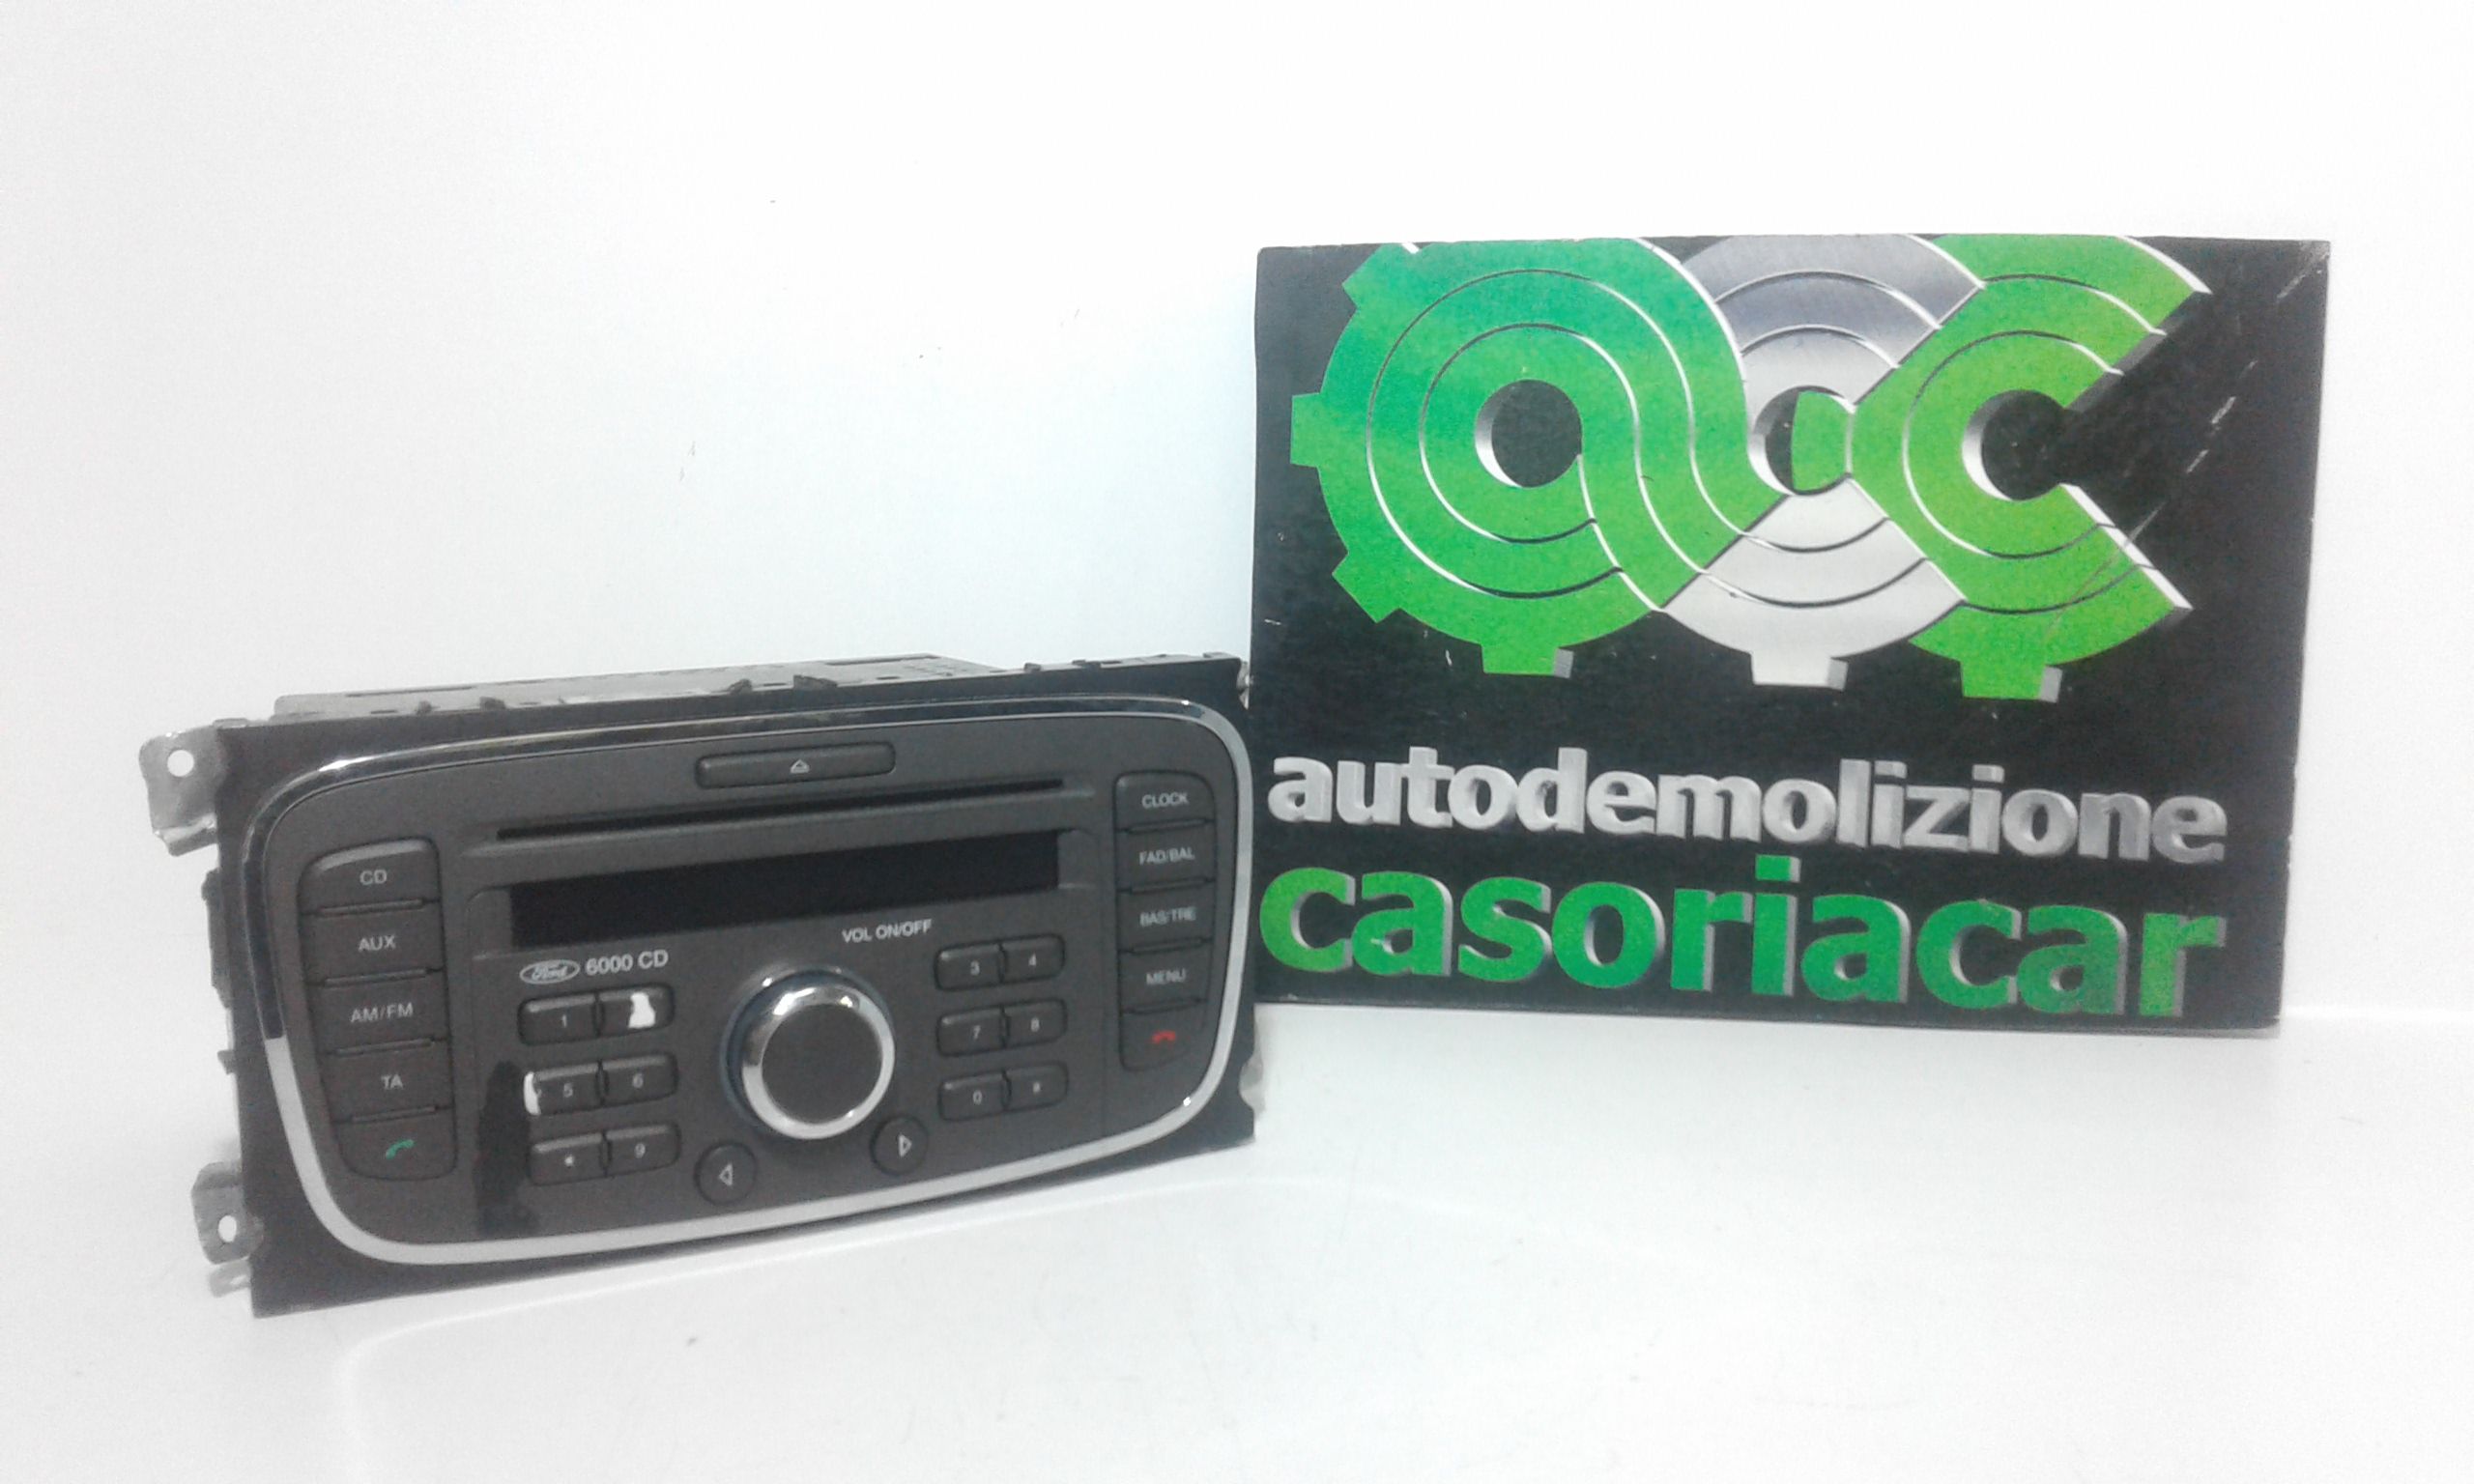 CD
AUX
AM/FM
TA
Ford 6000 CD
VOL ON/OFF
1
5 6
* 9
3 4
7 8
0 #
CLOCK
FAD/BAL
BAS/TRE
MENU
acc
autodemolizione
casoriacar